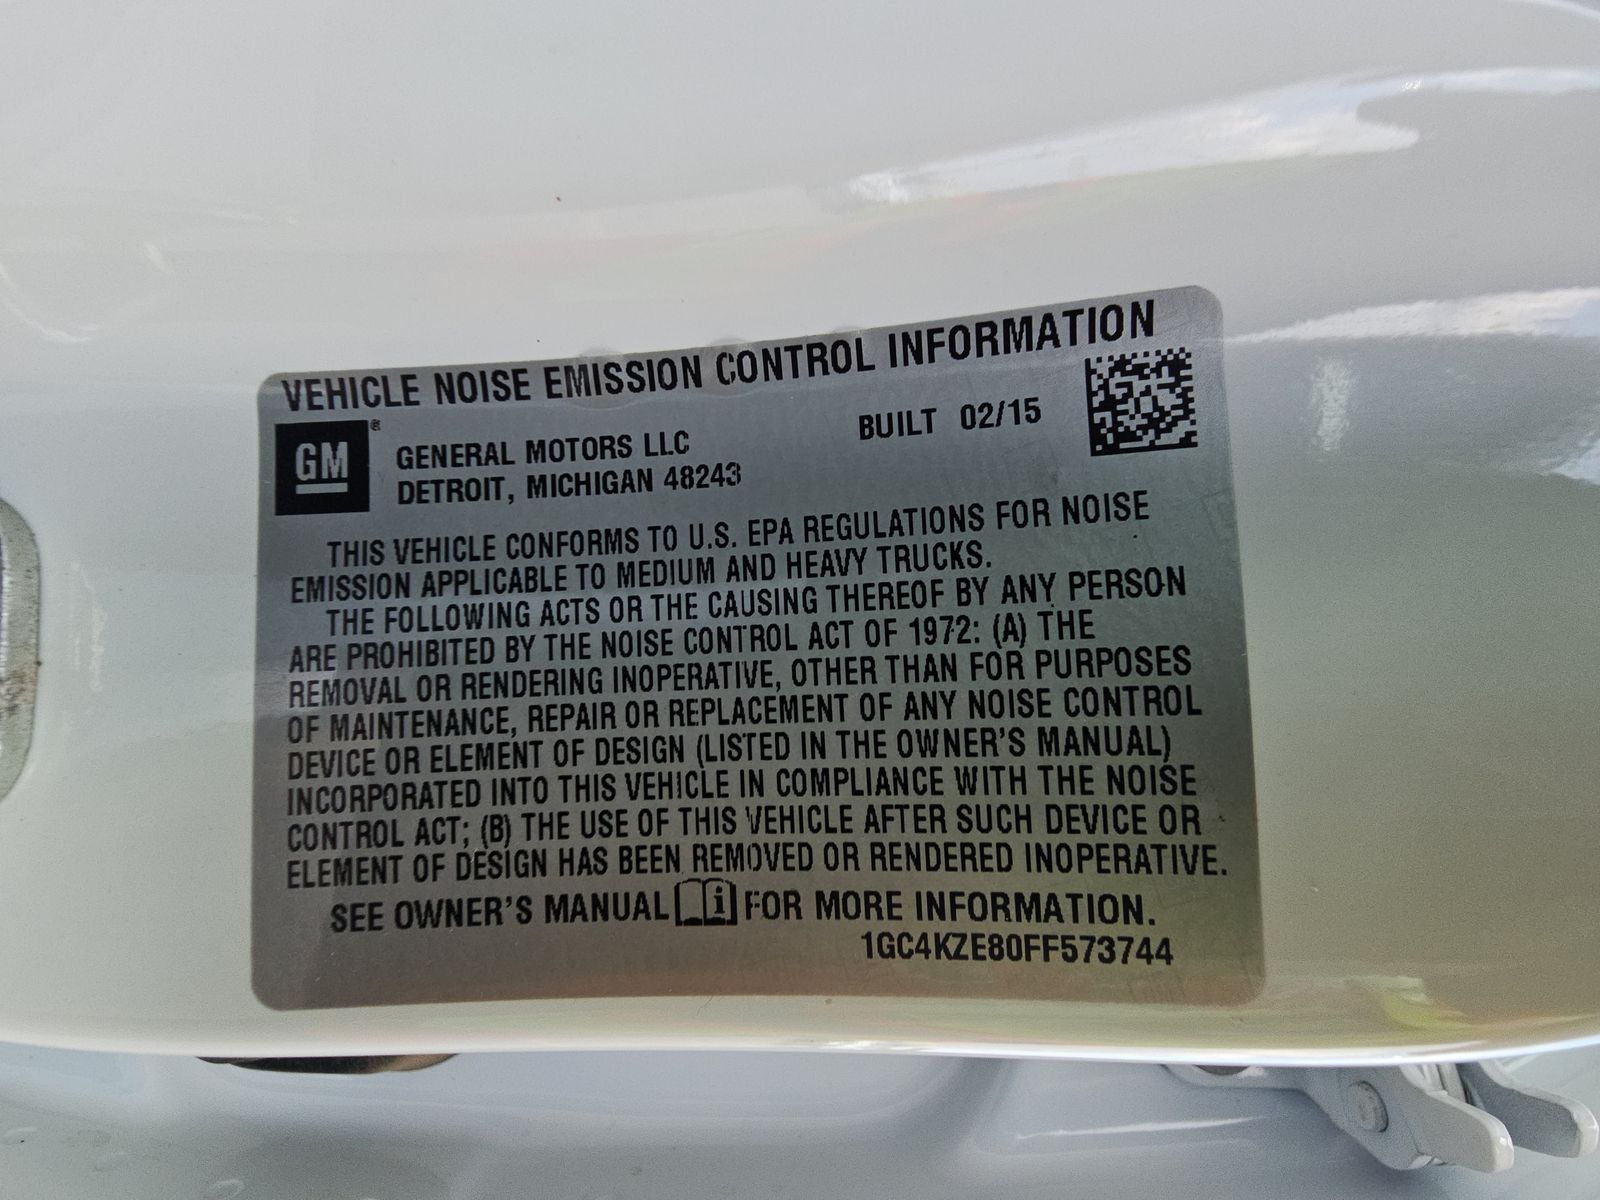 VEHICLE NOISE EMISSION CONTROL INFORMATION
GM®
GENERAL MOTORS LLC
DETROIT, MICHIGAN 48243
BUILT 02/15
THIS VEHICLE CONFORMS TO U.S. EPA REGULATIONS FOR NOISE
EMISSION APPLICABLE TO MEDIUM AND HEAVY TRUCKS.
THE FOLLOWING ACTS OR THE CAUSING THEREOF BY ANY PERSON
ARE PROHIBITED BY THE NOISE CONTROL ACT OF 1972: (A) THE
REMOVAL OR RENDERING INOPERATIVE, OTHER THAN FOR PURPOSES
OF MAINTENANCE, REPAIR OR REPLACEMENT OF ANY NOISE CONTROL
DEVICE OR ELEMENT OF DESIGN (LISTED IN THE OWNER'S MANUAL)
INCORPORATED INTO THIS VEHICLE IN COMPLIANCE WITH THE NOISE
CONTROL ACT; (B) THE USE OF THIS VEHICLE AFTER SUCH DEVICE OR
ELEMENT OF DESIGN HAS BEEN REMOVED OR RENDERED INOPERATIVE.
SEE OWNER'S MANUAL i FOR MORE INFORMATION.
1GC4KZE80FF573744